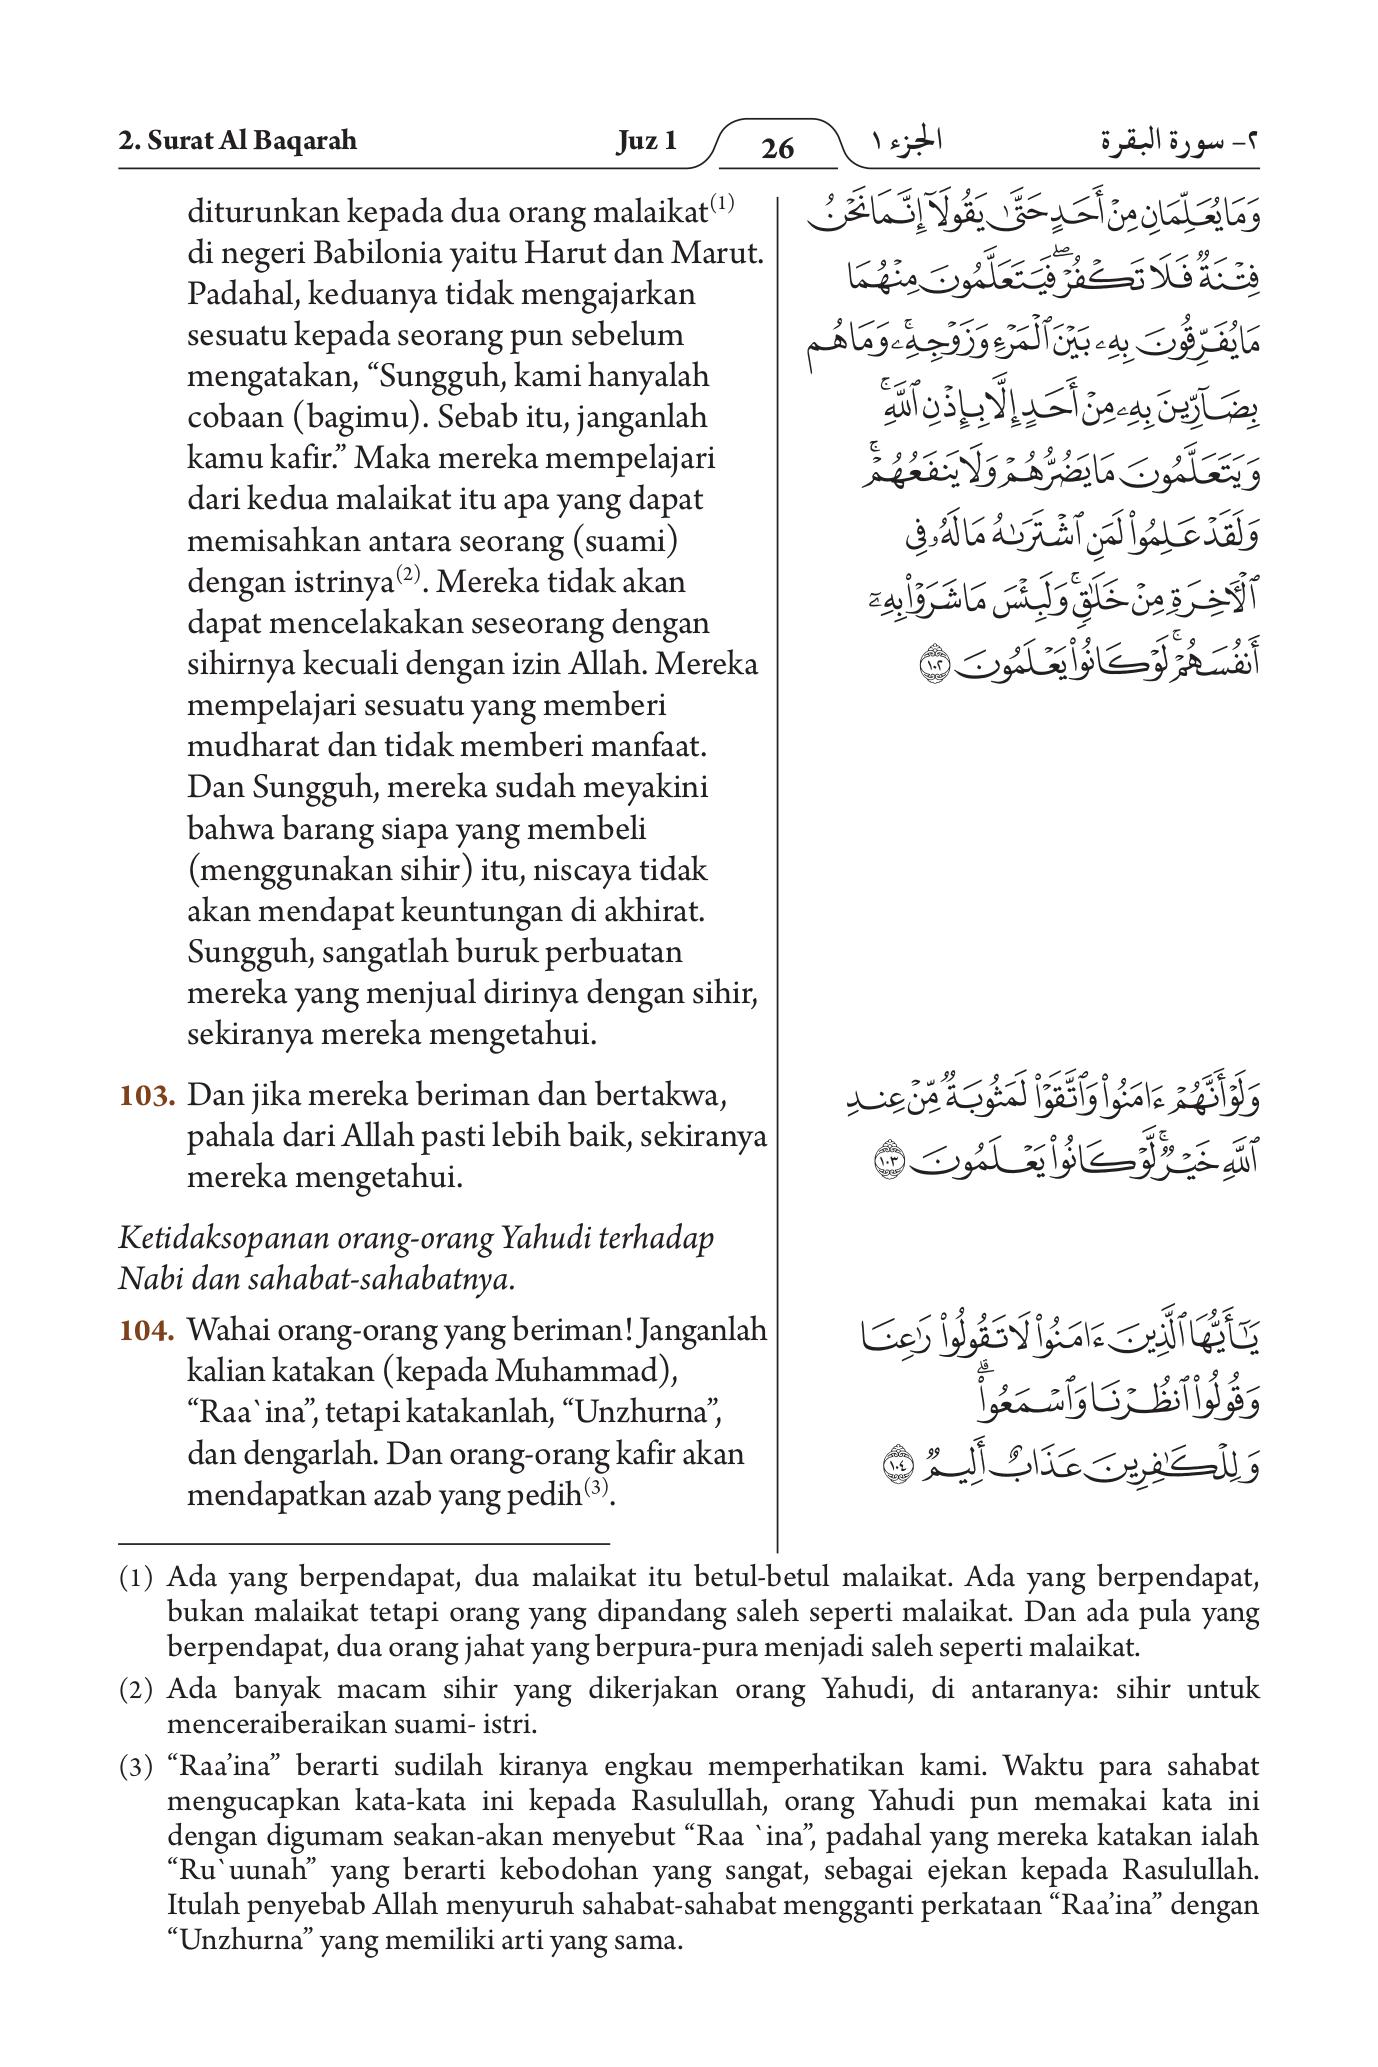 2. Surat Al Baqarah
Juz 1
26
الجزء ١
٢- سورة البقرة
diturunkan kepada dua orang malaikat(1)
di negeri Babilonia yaitu Harut dan Marut.
Padahal, keduanya tidak mengajarkan
sesuatu kepada seorang pun sebelum
mengatakan, “Sungguh, kami hanyalah
cobaan (bagimu). Sebab itu, janganlah
kamu kafir.” Maka mereka mempelajari
dari kedua malaikat itu apa yang dapat
memisahkan antara seorang (suami)
dengan istrinya(2). Mereka tidak akan
dapat mencelakakan seseorang dengan
sihirnya kecuali dengan izin Allah. Mereka
mempelajari sesuatu yang memberi
mudharat dan tidak memberi manfaat.
Dan Sungguh, mereka sudah meyakini
bahwa barang siapa yang membeli
(menggunakan sihir) itu, niscaya tidak
akan mendapat keuntungan di akhirat.
Sungguh, sangatlah buruk perbuatan
mereka yang menjual dirinya dengan sihir,
sekiranya mereka mengetahui.
103. Dan jika mereka beriman dan bertakwa,
pahala dari Allah pasti lebih baik, sekiranya
mereka mengetahui.
Ketidaksopanan orang-orang Yahudi terhadap
Nabi dan sahabat-sahabatnya.
104. Wahai orang-orang yang beriman! Janganlah
kalian katakan (kepada Muhammad),
“Raa`ina”, tetapi katakanlah, “Unzhurna”,
dan dengarlah. Dan orang-orang kafir akan
mendapatkan azab yang pedih(3).
وَمَا يُعَلِّمَانِ مِنْ أَحَدٍ حَتَّىٰ يَقُولَآ إِنَّمَا نَحْنُ
فِتْنَةٌ فَلَا تَكْفُرْۖ فَيَتَعَلَّمُونَ مِنْهُمَا
مَا يُفَرِّقُونَ بِهِۦ بَيْنَ ٱلْمَرْءِ وَزَوْجِهِۦۚ وَمَا هُم
بِضَآرِّينَ بِهِۦ مِنْ أَحَدٍ إِلَّا بِإِذْنِ ٱللَّهِۚ
وَيَتَعَلَّمُونَ مَا يَضُرُّهُمْ وَلَا يَنفَعُهُمْۚ
وَلَقَدْ عَلِمُوا۟ لَمَنِ ٱشْتَرَىٰهُ مَا لَهُۥ فِى
ٱلْـَٔاخِرَةِ مِنْ خَلَـٰقٍۚ وَلَبِئْسَ مَا شَرَوْا۟ بِهِۦٓ
أَنفُسَهُمْۚ لَوْ كَانُوا۟ يَعْلَمُونَ ١٠٢
وَلَوْ أَنَّهُمْ ءَامَنُوا۟ وَٱتَّقَوْا۟ لَمَثُوبَةٌ مِّنْ عِندِ
ٱللَّهِ خَيْرٌۚ لَّوْ كَانُوا۟ يَعْلَمُونَ ١٠٣
يَـٰٓأَيُّهَا ٱلَّذِينَ ءَامَنُوا۟ لَا تَقُولُوا۟ رَٰعِنَا
وَقُولُوا۟ ٱنظُرْنَا وَٱسْمَعُوا۟ۗ
وَلِلْكَـٰفِرِينَ عَذَابٌ أَلِيمٌ ١٠٤
(1) Ada yang berpendapat, dua malaikat itu betul-betul malaikat. Ada yang berpendapat,
bukan malaikat tetapi orang yang dipandang saleh seperti malaikat. Dan ada pula yang
berpendapat, dua orang jahat yang berpura-pura menjadi saleh seperti malaikat.
(2) Ada banyak macam sihir yang dikerjakan orang Yahudi, di antaranya: sihir untuk
menceraiberaikan suami- istri.
(3) “Raa’ina” berarti sudilah kiranya engkau memperhatikan kami. Waktu para sahabat
mengucapkan kata-kata ini kepada Rasulullah, orang Yahudi pun memakai kata ini
dengan digumam seakan-akan menyebut “Raa `ina”, padahal yang mereka katakan ialah
“Ru`uunah” yang berarti kebodohan yang sangat, sebagai ejekan kepada Rasulullah.
Itulah penyebab Allah menyuruh sahabat-sahabat mengganti perkataan “Raa’ina” dengan
“Unzhurna” yang memiliki arti yang sama.